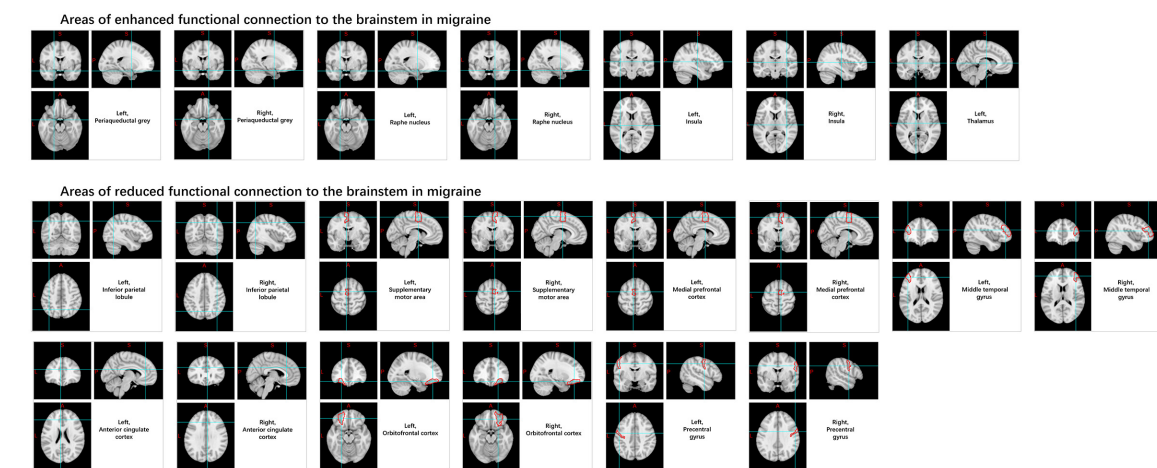 Areas of enhanced functional connection to the brainstem in migraine
Left,
Periaqueductal grey
Right,
Periaqueductal grey
Left,
Raphe nucleus
Right,
Raphe nucleus
Left,
Insula
Right,
Insula
Left,
Thalamus
Areas of reduced functional connection to the brainstem in migraine
Left,
Inferior parietal
lobule
Right,
Inferior parietal
lobule
Left,
Supplementary
motor area
Right,
Supplementary
motor area
Left,
Medial prefrontal
cortex
Right,
Medial prefrontal
cortex
Left,
Middle temporal
gyrus
Right,
Middle temporal
gyrus
Left,
Anterior cingulate
cortex
Right,
Anterior cingulate
cortex
Left,
Orbitofrontal cortex
Right,
Orbitofrontal cortex
Left,
Precentral
gyrus
Right,
Precentral
gyrus